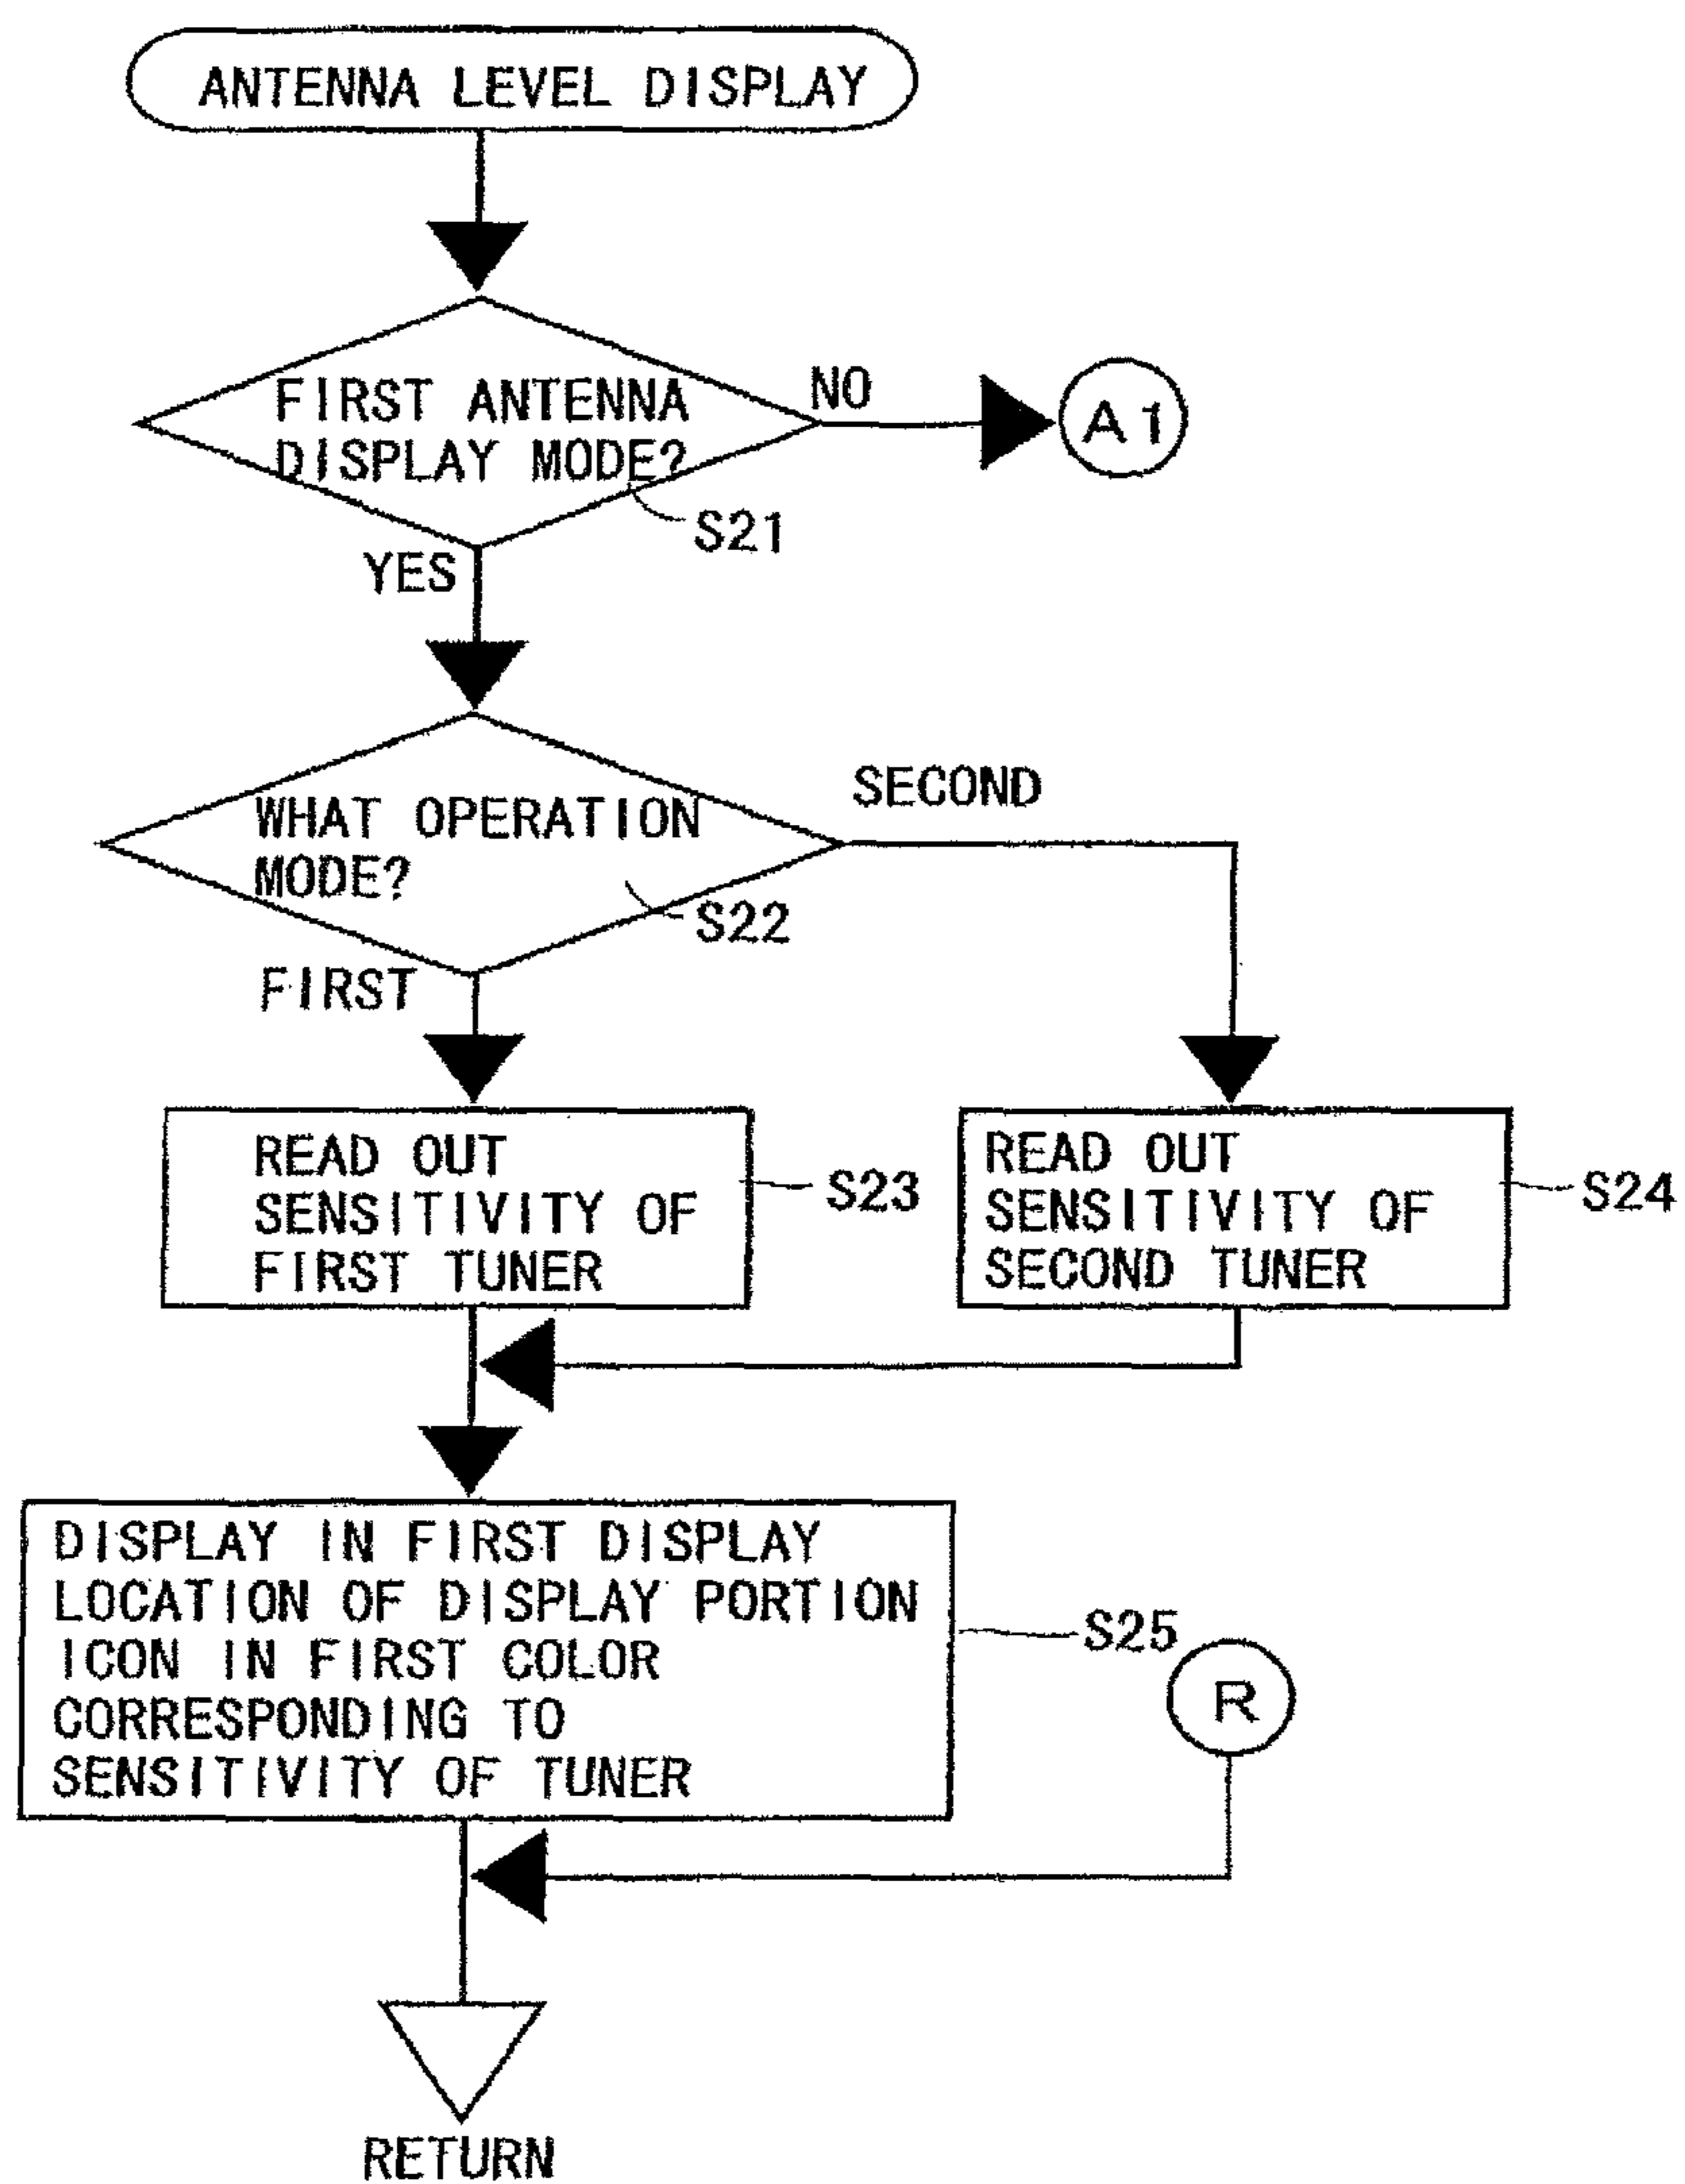 ANTENNA LEVEL DISPLAY
FIRST ANTENNA
DISPLAY MODE?
NO
A1
S21
YES
SECOND
WHAT OPERATION
MODE?
S22
FIRST
READ OUT
SENSITIVITY OF
FIRST TUNER
S23
READ OUT
SENSITIVITY OF
SECOND TUNER
S24
DISPLAY IN FIRST DISPLAY
LOCATION OF DISPLAY PORTION
ICON IN FIRST COLOR
CORRESPONDING TO
SENSITIVITY OF TUNER
S25
R
RETURN